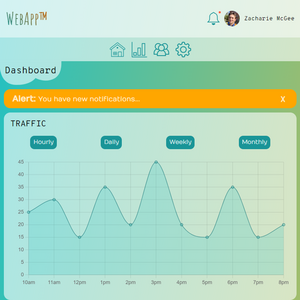 WEBAPP™
Zacharie McGee
Dashboard
Alert: You have new notifications... X
TRAFFIC
Hourly Daily Weekly Monthly
45
40
35
30
25
20
15
10
5
0
10am 11am 12pm 1pm 2pm 3pm 4pm 5pm 6pm 7pm 8pm